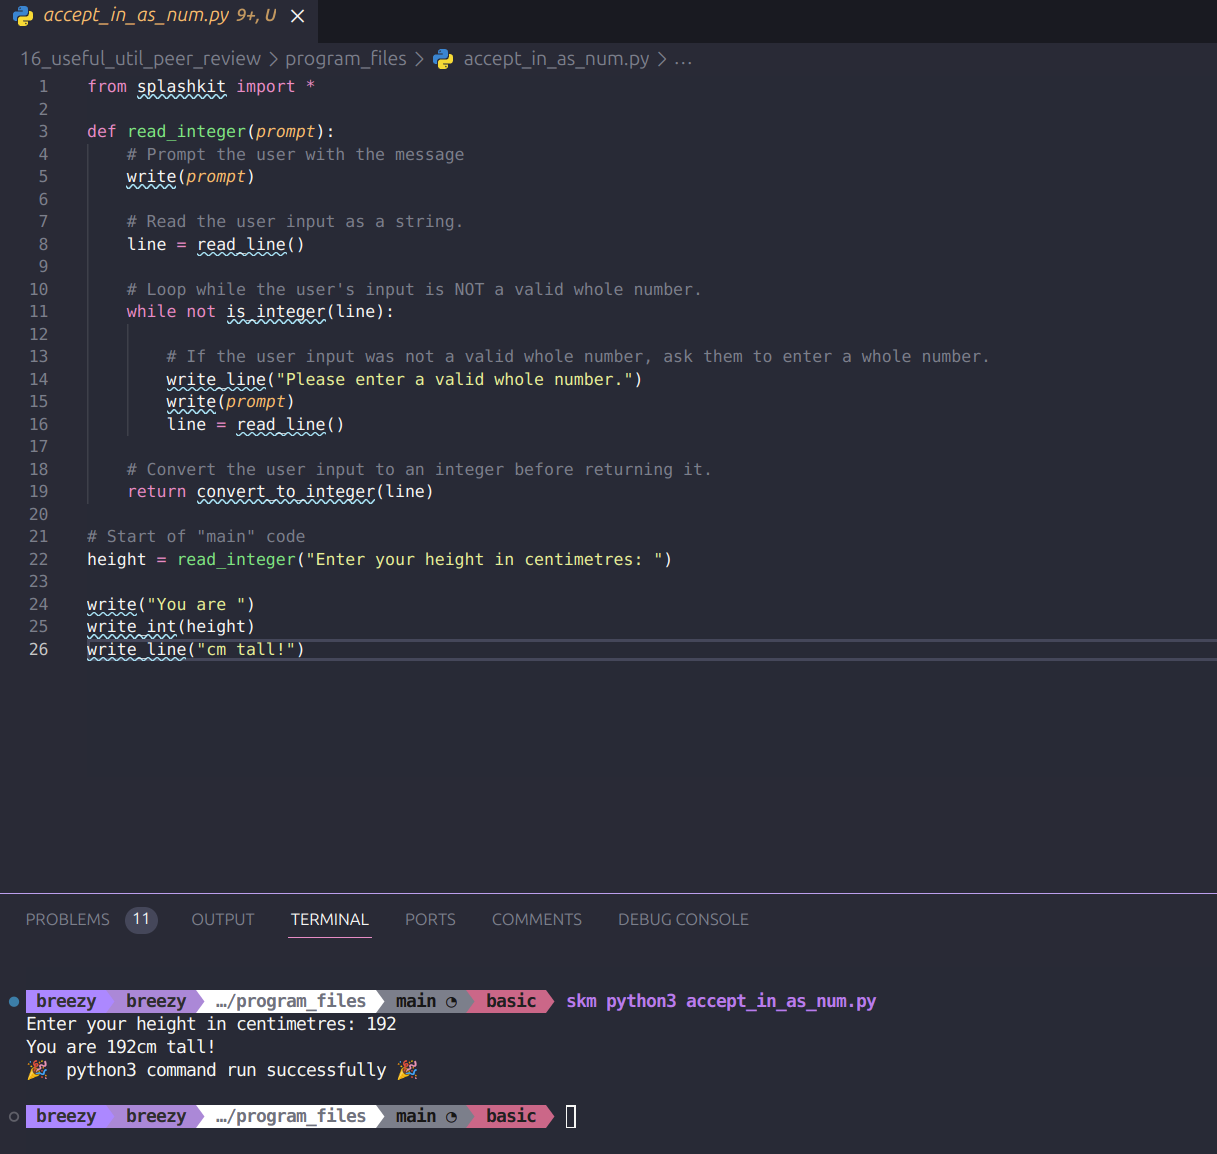 accept_in_as_num.py 9+, U
16_useful_util_peer_review > program_files > accept_in_as_num.py > ...
1 from splashkit import *
2
3 def read_integer(prompt):
4     # Prompt the user with the message
5     write(prompt)
6
7     # Read the user input as a string.
8     line = read_line()
9
10     # Loop while the user's input is NOT a valid whole number.
11     while not is_integer(line):
12
13         # If the user input was not a valid whole number, ask them to enter a whole number.
14         write_line("Please enter a valid whole number.")
15         write(prompt)
16         line = read_line()
17
18     # Convert the user input to an integer before returning it.
19     return convert_to_integer(line)
20
21 # Start of "main" code
22 height = read_integer("Enter your height in centimetres: ")
23
24 write("You are ")
25 write_int(height)
26 write_line("cm tall!")
PROBLEMS 11 OUTPUT TERMINAL PORTS COMMENTS DEBUG CONSOLE
breezy breezy …/program_files main basic skm python3 accept_in_as_num.py
Enter your height in centimetres: 192
You are 192cm tall!
🎉 python3 command run successfully 🎉
breezy breezy …/program_files main basic